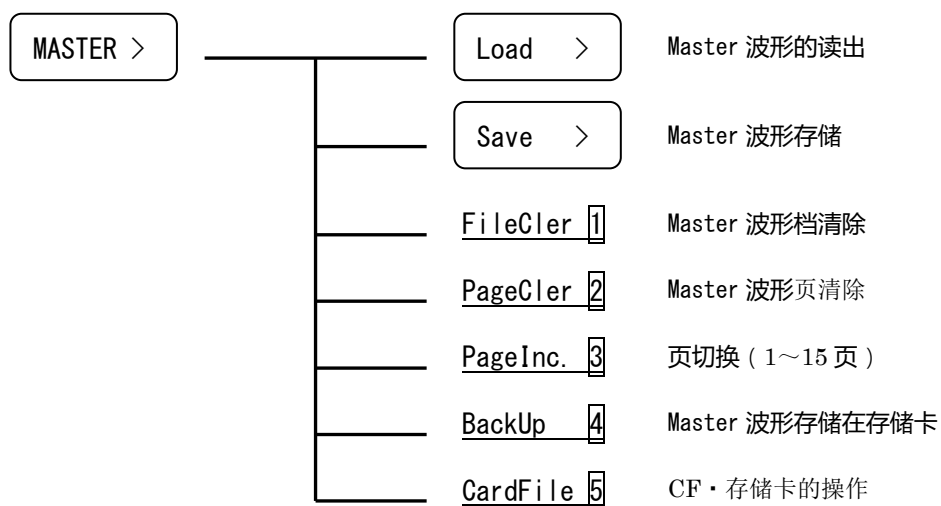 MASTER > Load > Master 波形的读出
Save > Master 波形存储
FileCler 1 Master 波形档清除
PageCler 2 Master 波形页清除
PageInc. 3 页切换（1～15 页）
BackUp 4 Master 波形存储在存储卡
CardFile 5 CF・存储卡的操作